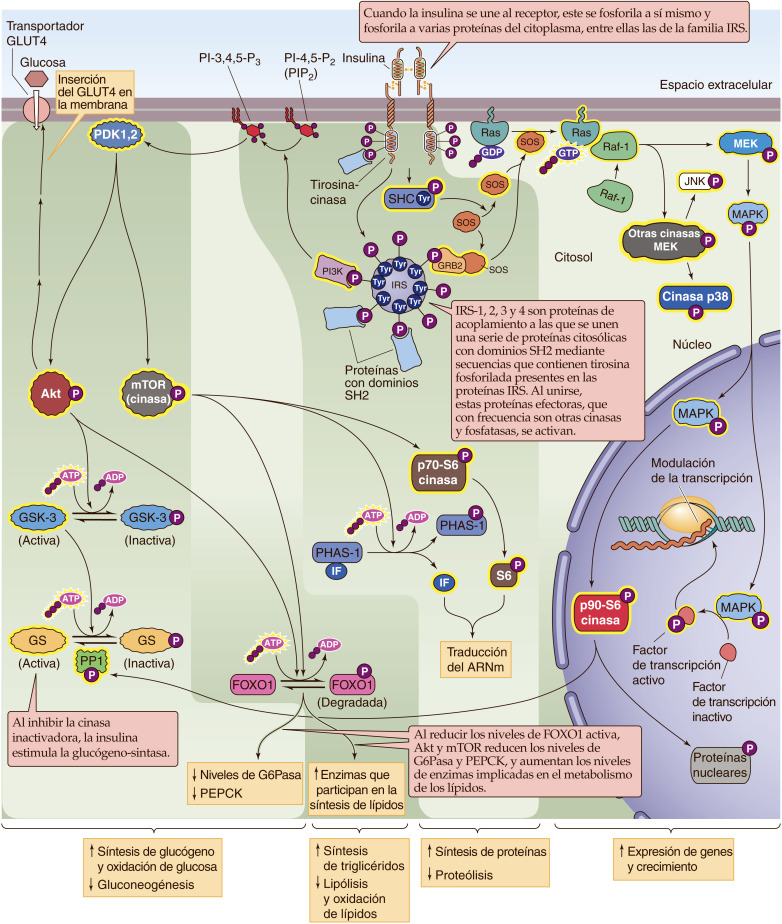 Cuando la insulina se une al receptor, este se fosforila a sí mismo y
fosforila a varias proteínas del citoplasma, entre ellas las de la familia IRS.
Transportador
GLUT4
Glucosa
Inserción
del GLUT4 en
la membrana
PI-3,4,5-P3
PI-4,5-P2
(PIP2)
Insulina
Espacio extracelular
PDK1,2
P
P
P
P
P
P
P
Tirosina-
cinasa
Ras
GDP
SOS
Ras
GTP
Raf-1
Raf-1
MEK
P
JNK
P
MAPK
P
SHC
Tyr
P
SOS
SOS
Otras cinasas
MEK
P
Citosol
Cinasa p38
P
PI3K
P
P
P
P
P
P
P
P
Tyr
Tyr
Tyr
Tyr
Tyr
Tyr
Tyr
Tyr
IRS
GRB2
SOS
Proteínas
con dominios
SH2
IRS-1, 2, 3 y 4 son proteínas de
acoplamiento a las que se unen
una serie de proteínas citosólicas
con dominios SH2 mediante
secuencias que contienen tirosina
fosforilada presentes en las
proteínas IRS. Al unirse,
estas proteínas efectoras, que
con frecuencia son otras cinasas
y fosfatasas, se activan.
Núcleo
Akt
P
mTOR
(cinasa)
P
MAPK
P
Modulación
de la transcripción
p70-S6
cinasa
P
ATP
ADP
GSK-3
(Activa)
GSK-3
P
(Inactiva)
ATP
ADP
PHAS-1
IF
PHAS-1
P
IF
S6
P
Traducción
del ARNm
p90-S6
cinasa
P
MAPK
P
P
Factor
de transcripción
activo
Factor
de transcripción
inactivo
ATP
ADP
GS
(Activa)
PP1
P
GS
P
(Inactiva)
ATP
ADP
FOXO1
FOXO1
P
(Degradada)
Al inhibir la cinasa
inactivadora, la insulina
estimula la glucógeno-sintasa.
Al reducir los niveles de FOXO1 activa,
Akt y mTOR reducen los niveles de
G6Pasa y PEPCK, y aumentan los niveles
de enzimas implicadas en el metabolismo
de los lípidos.
Proteínas
nucleares
P
↓ Niveles de G6Pasa
↓ PEPCK
↑ Enzimas que
participan en la
síntesis de lípidos
↑ Síntesis de glucógeno
y oxidación de glucosa
↓ Gluconeogénesis
↑ Síntesis
de triglicéridos
↓ Lipólisis
y oxidación
de lípidos
↑ Síntesis de proteínas
↓ Proteólisis
↑ Expresión de genes
y crecimiento